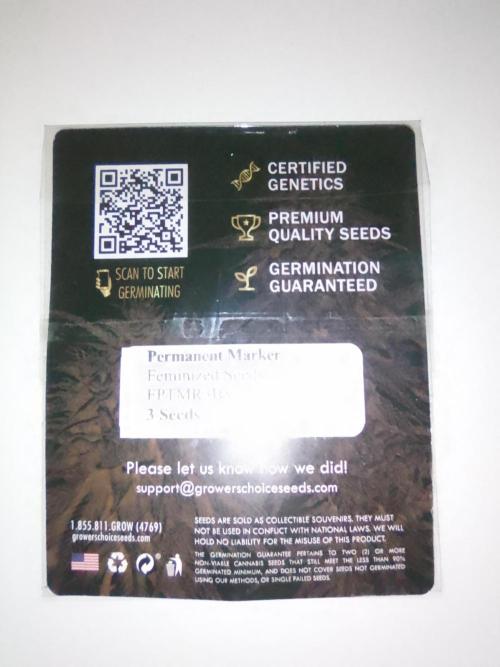 CERTIFIED
GENETICS
PREMIUM
QUALITY SEEDS
SCAN TO START
GERMINATING
GERMINATION
GUARANTEED
Permanent Marker
Feminized Seeds
3 Seeds
Please let us know how we did!
support@growerschoiceseeds.com
1.855.811.GROW (4769)
growerschoiceseeds.com
SEEDS ARE SOLD AS COLLECTIBLE SOUVENIRS. THEY MUST
NOT BE USED IN CONFLICT WITH NATIONAL LAWS. WE WILL
HOLD NO LIABILITY FOR THE MISUSE OF THIS PRODUCT.
THE GERMINATION GUARANTEE PERTAINS TO TWO (2) OR MORE
NON-VIABLE CANNABIS SEEDS THAT STILL MEET THE LESS THAN 90%
GERMINATED MINIMUM, AND DOES NOT COVER SEEDS NOT GERMINATED
USING OUR METHODS, OR SINGLE FAILED SEEDS.